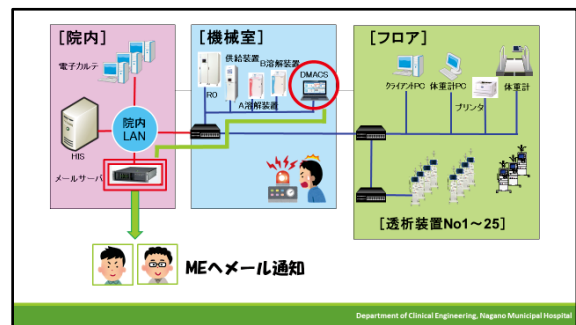 [院内]
電子カルテ
HIS
院内
LAN
メールサーバ
[機械室]
供給装置
B溶解装置
DMACS
RO
A溶解装置
[フロア]
クライアントPC
体重計PC
プリンタ
体重計
[透析装置No1～25]
MEへメール通知
Department of Clinical Engineering, Nagano Municipal Hospital